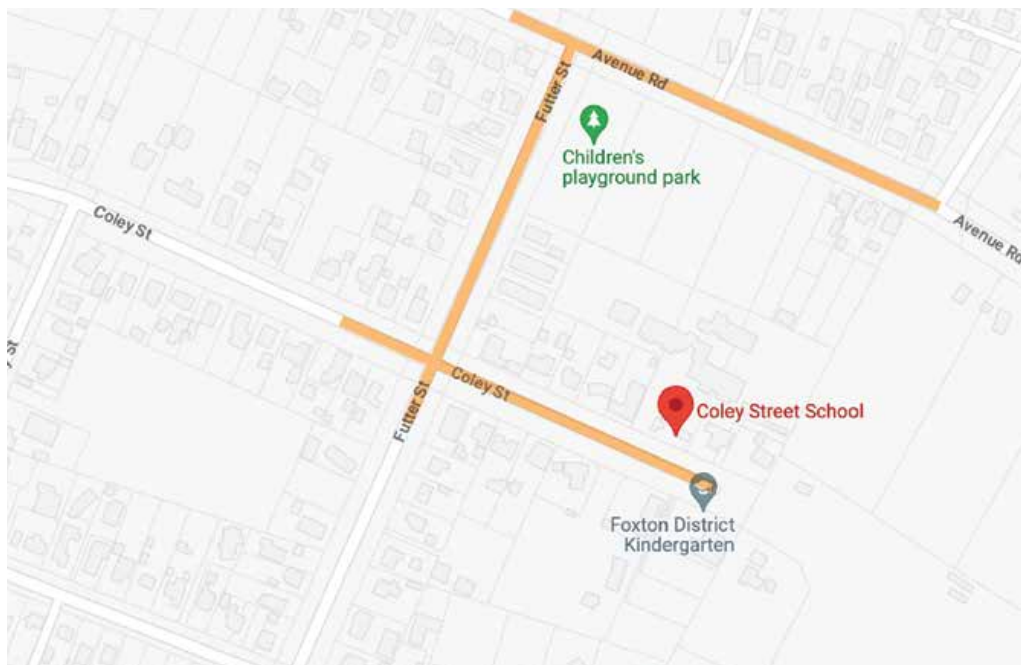 Avenue Rd
Futter St
Children's
playground park
Coley St
Avenue Rd
Coley St
Futter St
Coley Street School
Foxton District
Kindergarten